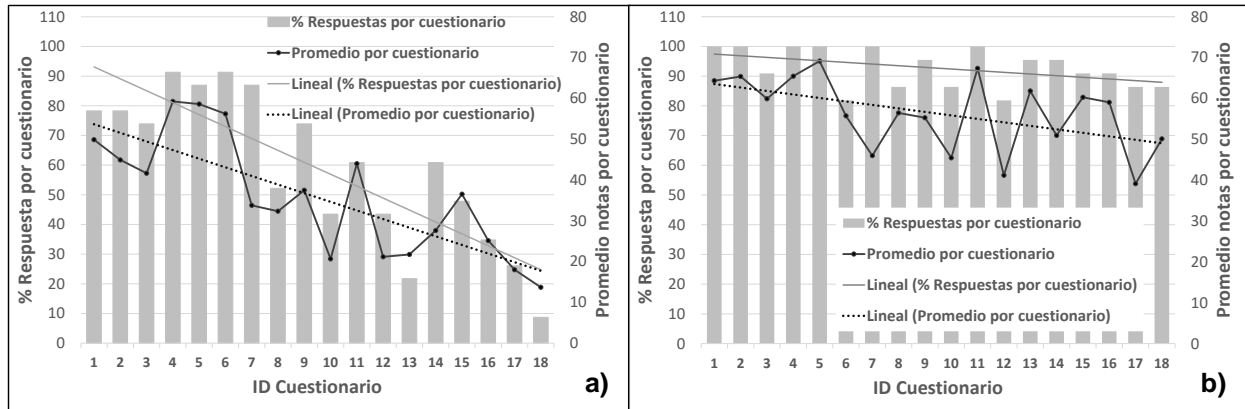 % Respuesta por cuestionario
110
100
90
80
70
60
50
40
30
20
10
0
% Respuestas por cuestionario
Promedio por cuestionario
Lineal (% Respuestas por cuestionario)
Lineal (Promedio por cuestionario)
80
70
60
50
40
30
20
10
0
Promedio notas por cuestionario
1 2 3 4 5 6 7 8 9 10 11 12 13 14 15 16 17 18
ID Cuestionario
a)
% Respuesta por cuestionario
110
100
90
80
70
60
50
40
30
20
10
0
% Respuestas por cuestionario
Promedio por cuestionario
Lineal (% Respuestas por cuestionario)
Lineal (Promedio por cuestionario)
80
70
60
50
40
30
20
10
0
Promedio notas por cuestionario
1 2 3 4 5 6 7 8 9 10 11 12 13 14 15 16 17 18
ID Cuestionario
b)